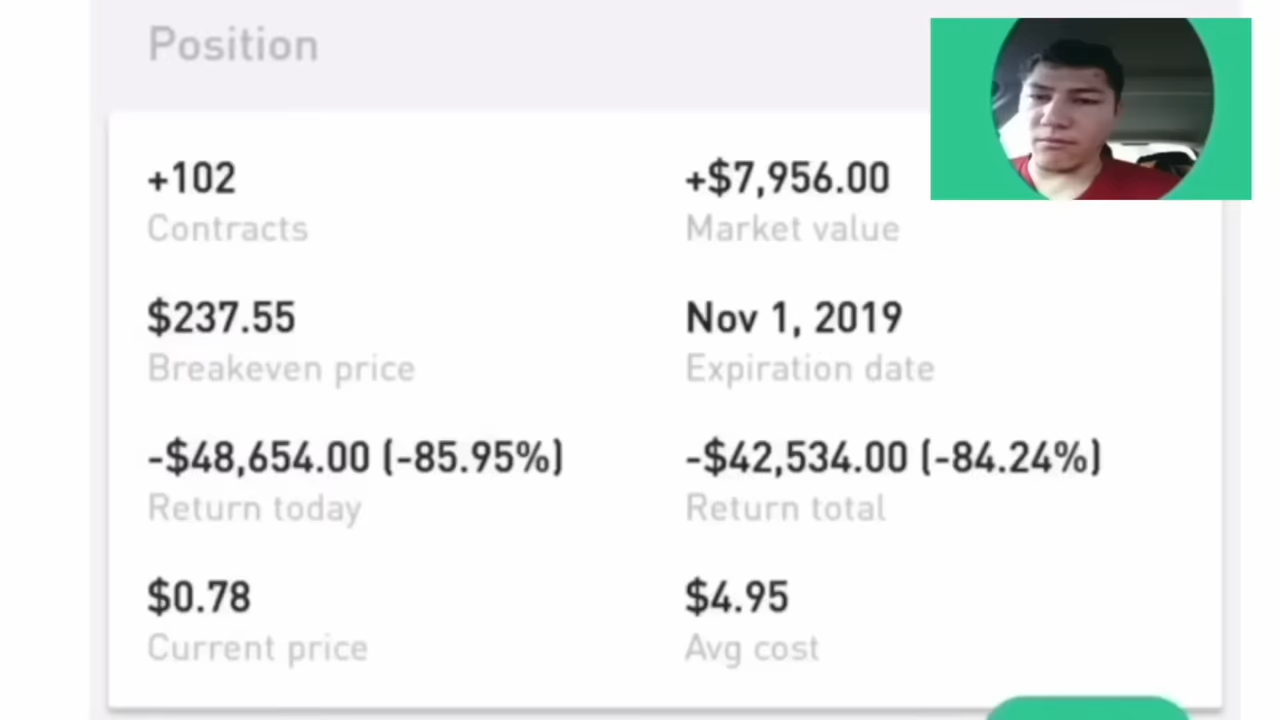 Position
+102
Contracts
+$7,956.00
Market value
$237.55
Breakeven price
Nov 1, 2019
Expiration date
-$48,654.00 (-85.95%)
Return today
-$42,534.00 (-84.24%)
Return total
$0.78
Current price
$4.95
Avg cost